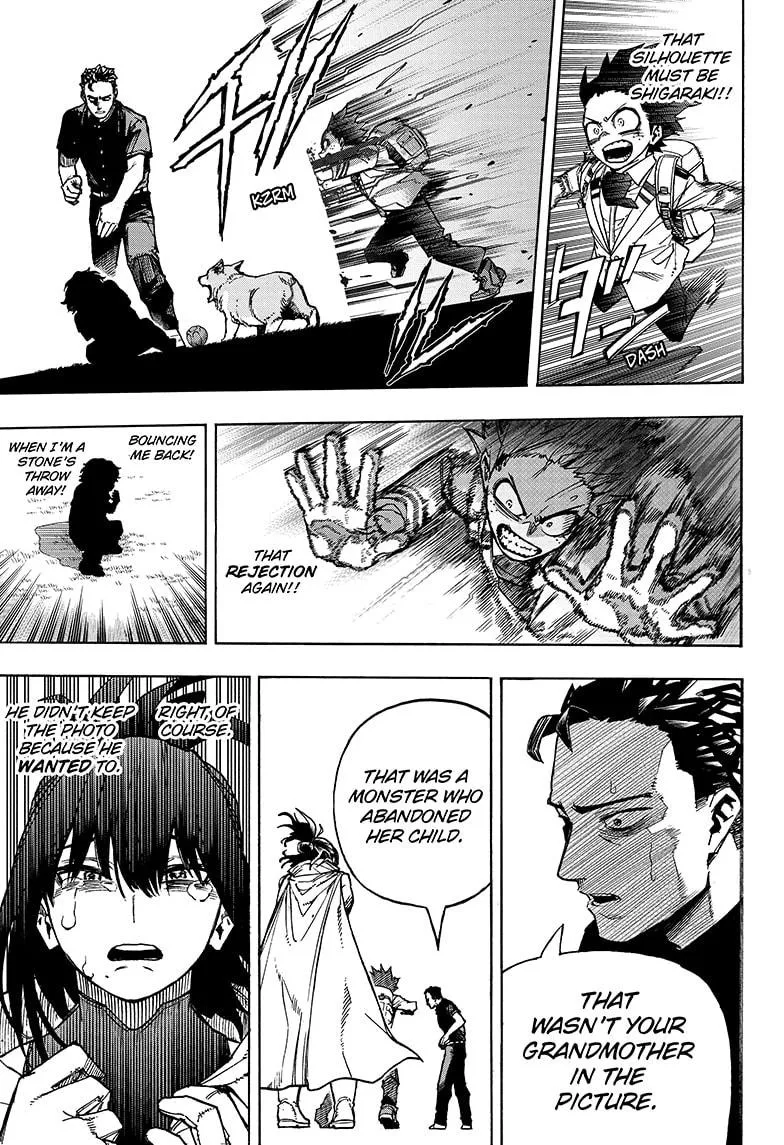 THAT
SILHOUETTE
MUST BE
SHIGARAKI!!
DASH
KZRM
THAT
REJECTION
AGAIN!!
BOUNCING
ME BACK!
WHEN I'M A
STONE'S
THROW
AWAY!
THAT
WASN'T YOUR
GRANDMOTHER
IN THE
PICTURE.
THAT WAS A
MONSTER WHO
ABANDONED
HER CHILD.
RIGHT OF
COURSE.
HE DIDN'T KEEP
THE PHOTO
BECAUSE HE
WANTED TO.